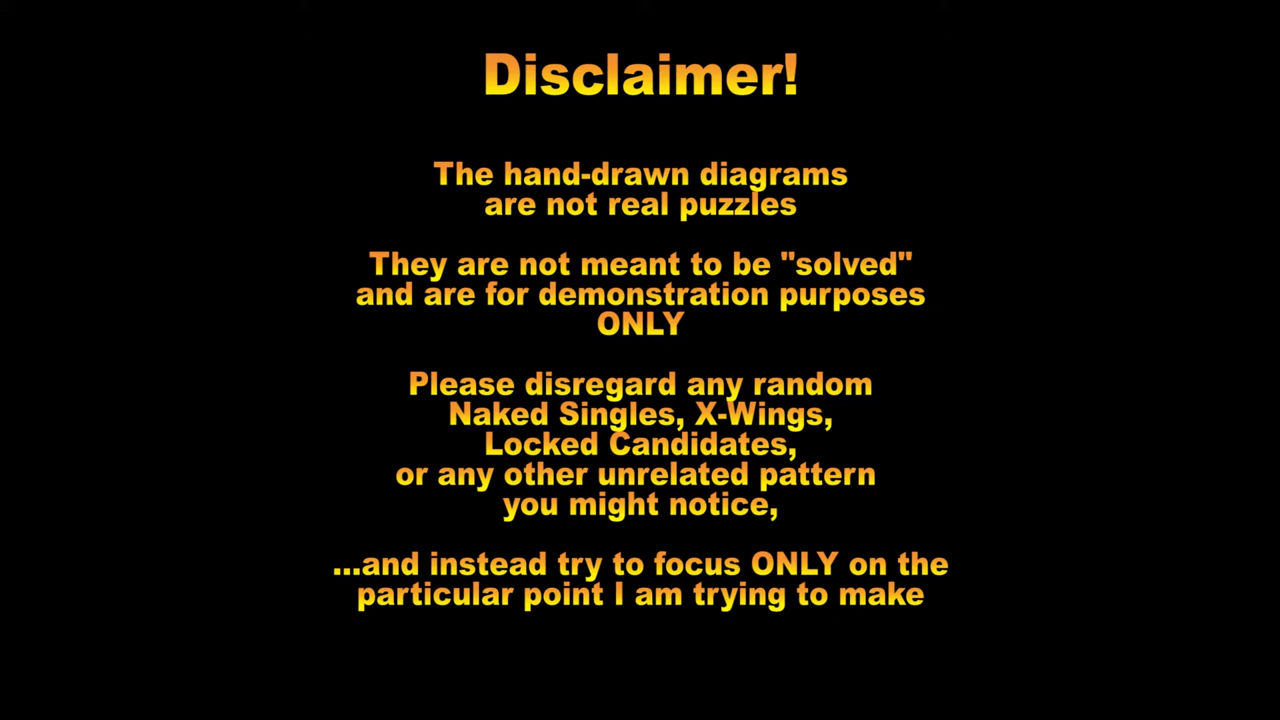 Disclaimer!
The hand-drawn diagrams
are not real puzzles
They are not meant to be "solved"
and are for demonstration purposes
ONLY
Please disregard any random
Naked Singles, X-Wings,
Locked Candidates,
or any other unrelated pattern
you might notice,
...and instead try to focus ONLY on the
particular point I am trying to make